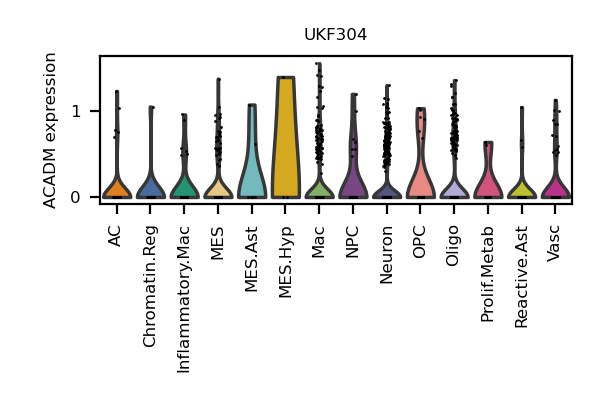 UKF304
ACADM expression
1
0
AC
Chromatin.Reg
Inflammatory.Mac
MES
MES.Ast
MES.Hyp
Mac
NPC
Neuron
OPC
Oligo
Prolif.Metab
Reactive.Ast
Vasc